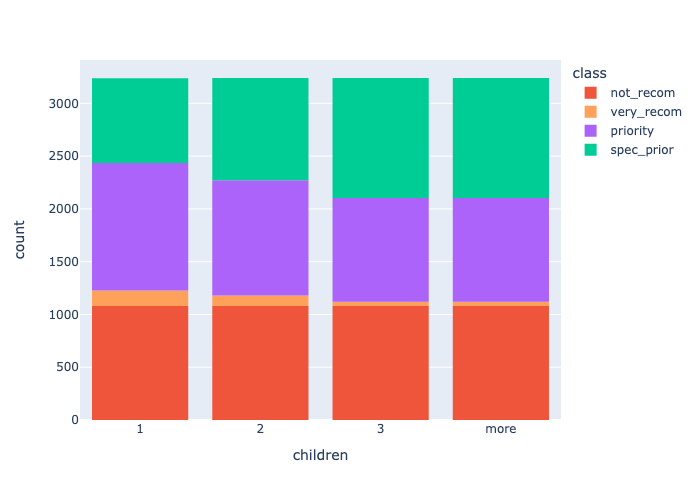 class
not_recom
very_recom
priority
spec_prior
3000
2500
2000
1500
1000
500
0
count
1
2
3
more
children